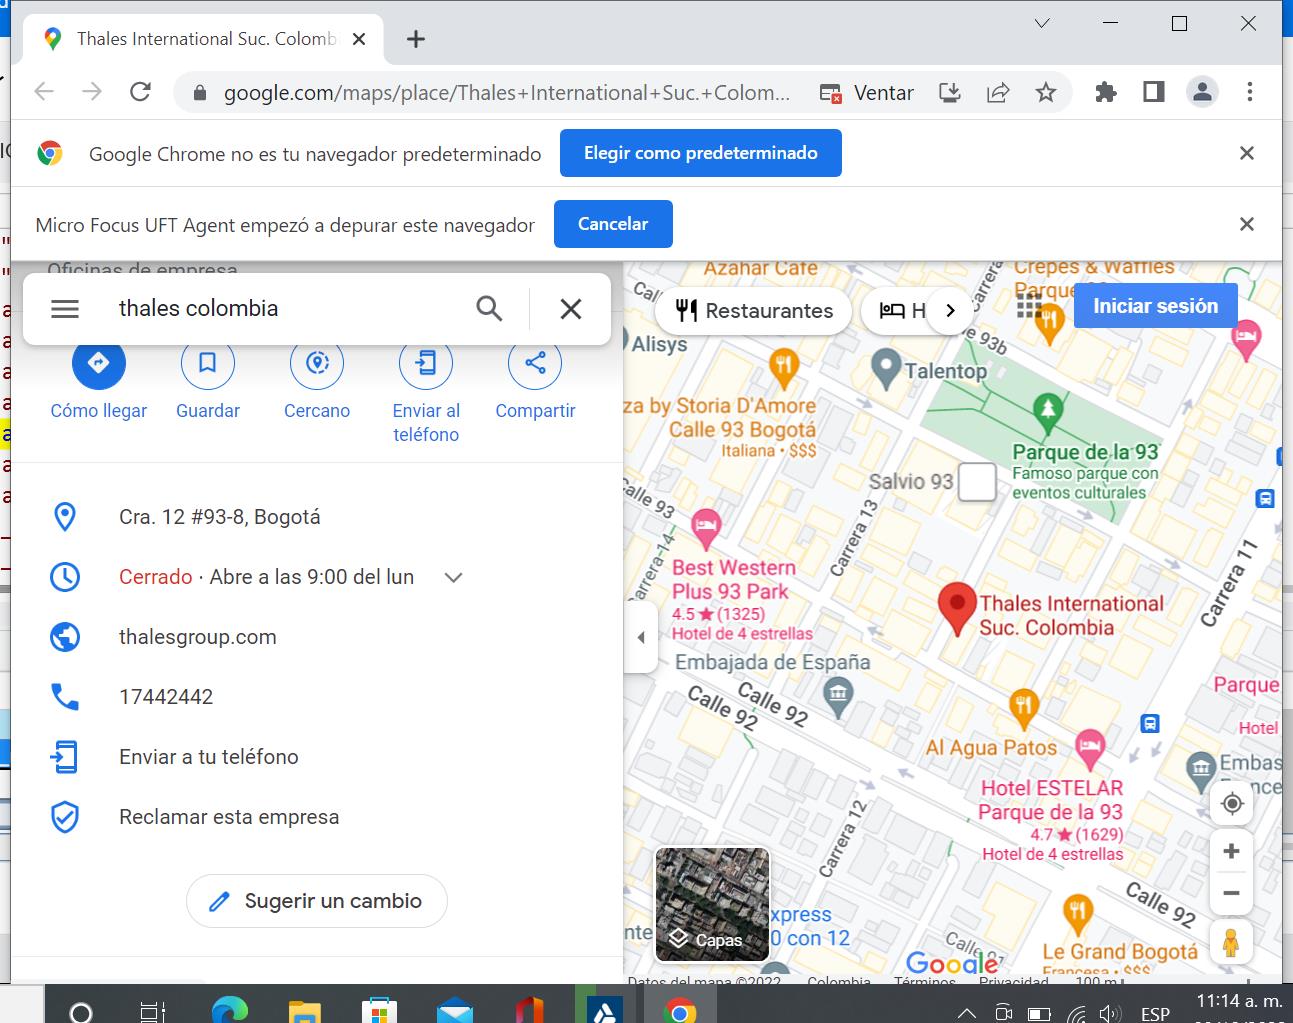 Thales International Suc. Colomb
google.com/maps/place/Thales+International+Suc.+Colom...
Ventar
Google Chrome no es tu navegador predeterminado
Elegir como predeterminado
Micro Focus UFT Agent empezó a depurar este navegador
Cancelar
Oficinas de empresa
thales colombia
Cómo llegar
Guardar
Cercano
Enviar al
teléfono
Compartir
Cra. 12 #93-8, Bogotá
Cerrado · Abre a las 9:00 del lun
thalesgroup.com
17442442
Enviar a tu teléfono
Reclamar esta empresa
Sugerir un cambio
Azahar Cafe
Crepes & Waffles
Restaurantes
H
Iniciar sesión
Carrera
Alisys
Talentop
za by Storia D'Amore
Calle 93 Bogotá
Italiana • $$$
Parque de la 93
Famoso parque con
eventos culturales
Salvio 93
Carrera 13
Best Western
Plus 93 Park
4.5 ★ (1325)
Hotel de 4 estrellas
Carrera 11
Thales International
Suc. Colombia
Embajada de España
Calle 92
Calle 92
Parque
Hotel
Al Agua Patos
Embas
Hotel ESTELAR
Parque de la 93
4.7 ★ (1629)
Hotel de 4 estrellas
Carrera 12
Calle 92
Capas
xpress
0 con 12
Le Grand Bogotá
Francesa • $$$
Google
Datos del mapa ©2022
Colombia
Términos
Privacidad
100 m
11:14 a. m.
ESP